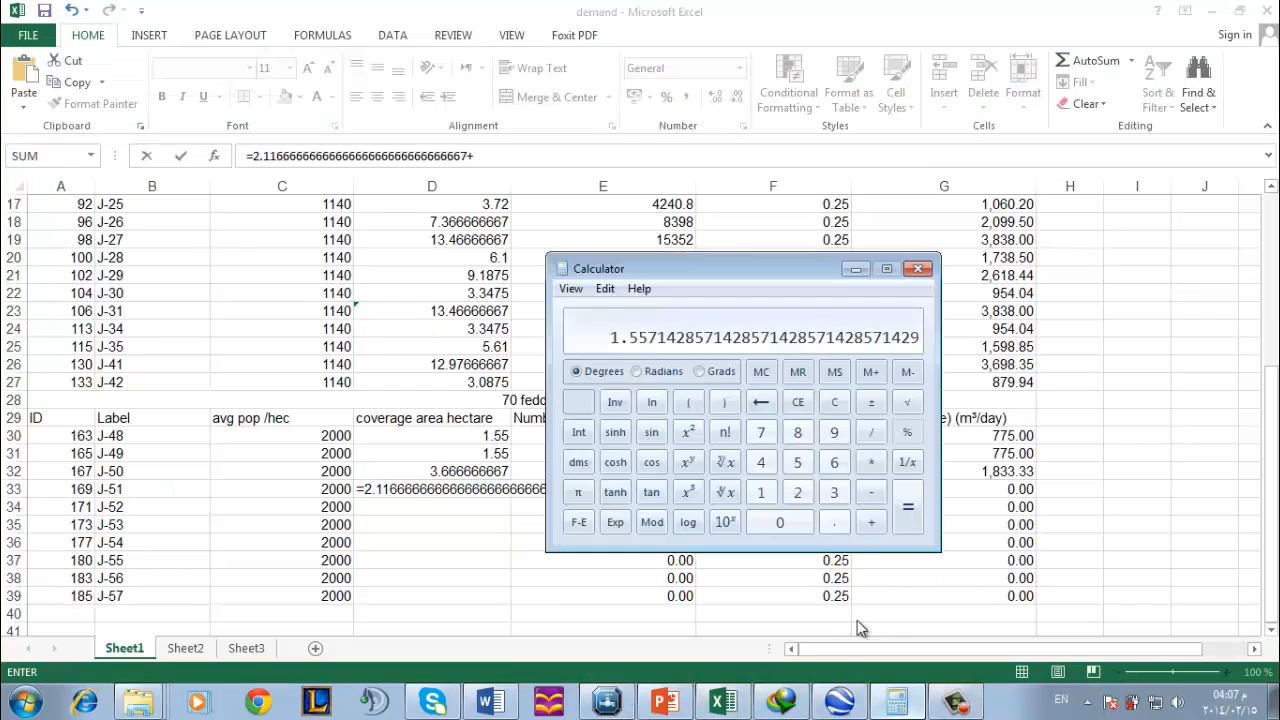 demand - Microsoft Excel
FILE HOME INSERT PAGE LAYOUT FORMULAS DATA REVIEW VIEW Foxit PDF Sign in
Cut
Copy
Format Painter
Paste
Clipboard
11
B I U
Font
Wrap Text
Merge & Center
Alignment
General
% ,
Number
Conditional Formatting
Format as Table
Cell Styles
Styles
Insert Delete Format
Cells
AutoSum
Fill
Clear
Sort & Filter
Find & Select
Editing
SUM =2.1166666666666666666666666666667+
A B C D E F G H I J
17 92 J-25 1140 3.72 4240.8 0.25 1,060.20
18 96 J-26 1140 7.366666667 8398 0.25 2,099.50
19 98 J-27 1140 13.46666667 15352 0.25 3,838.00
20 100 J-28 1140 6.1 1,738.50
21 102 J-29 1140 9.1875 2,618.44
22 104 J-30 1140 3.3475 954.04
23 106 J-31 1140 13.46666667 3,838.00
24 113 J-34 1140 3.3475 954.04
25 115 J-35 1140 5.61 1,598.85
26 130 J-41 1140 12.97666667 3,698.35
27 133 J-42 1140 3.0875 879.94
28 70 fedd
29 ID Label avg pop /hec coverage area hectare Numb e) (m³/day)
30 163 J-48 2000 1.55 775.00
31 165 J-49 2000 1.55 775.00
32 167 J-50 2000 3.666666667 1,833.33
33 169 J-51 2000 =2.116666666666666666666 0.00
34 171 J-52 2000 0.00
35 173 J-53 2000 0.00
36 177 J-54 2000 0.00
37 180 J-55 2000 0.00 0.25 0.00
38 183 J-56 2000 0.00 0.25 0.00
39 185 J-57 2000 0.00 0.25 0.00
40
41
Calculator
View Edit Help
1.5571428571428571428571428571429
Degrees Radians Grads MC MR MS M+ M-
Inv ln ( ) ← CE C ± √
Int sinh sin x² n! 7 8 9 / %
dms cosh cos xʸ ʸ√x 4 5 6 * 1/x
π tanh tan x³ ³√x 1 2 3 - =
F-E Exp Mod log 10ˣ 0 . +
Sheet1 Sheet2 Sheet3
ENTER 100 %
EN
04:07 م
٢٠١٤/٠٢/١٥